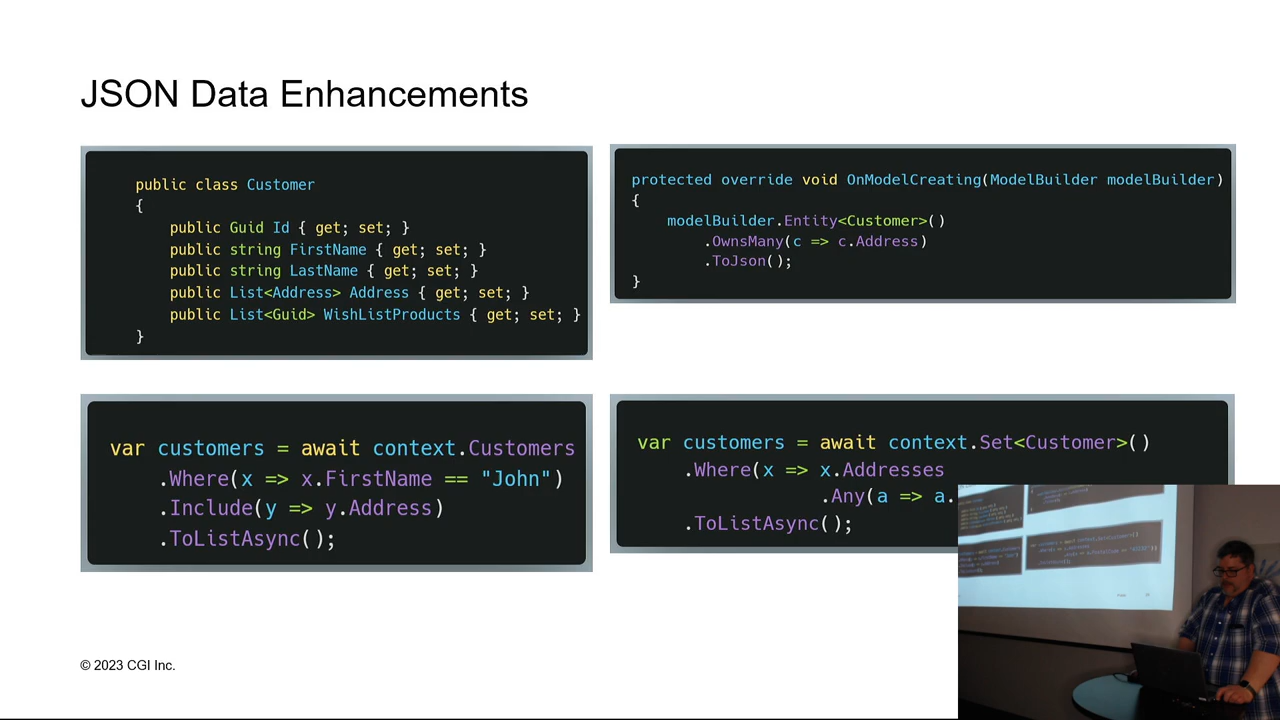 JSON Data Enhancements
public class Customer
{
public Guid Id { get; set; }
public string FirstName { get; set; }
public string LastName { get; set; }
public List<Address> Address { get; set; }
public List<Guid> WishListProducts { get; set; }
}
protected override void OnModelCreating(ModelBuilder modelBuilder)
{
modelBuilder.Entity<Customer>()
.OwnsMany(c => c.Address)
.ToJson();
}
var customers = await context.Customers
.Where(x => x.FirstName == "John")
.Include(y => y.Address)
.ToListAsync();
var customers = await context.Set<Customer>()
.Where(x => x.Addresses
.Any(a => a.
.ToListAsync();
© 2023 CGI Inc.